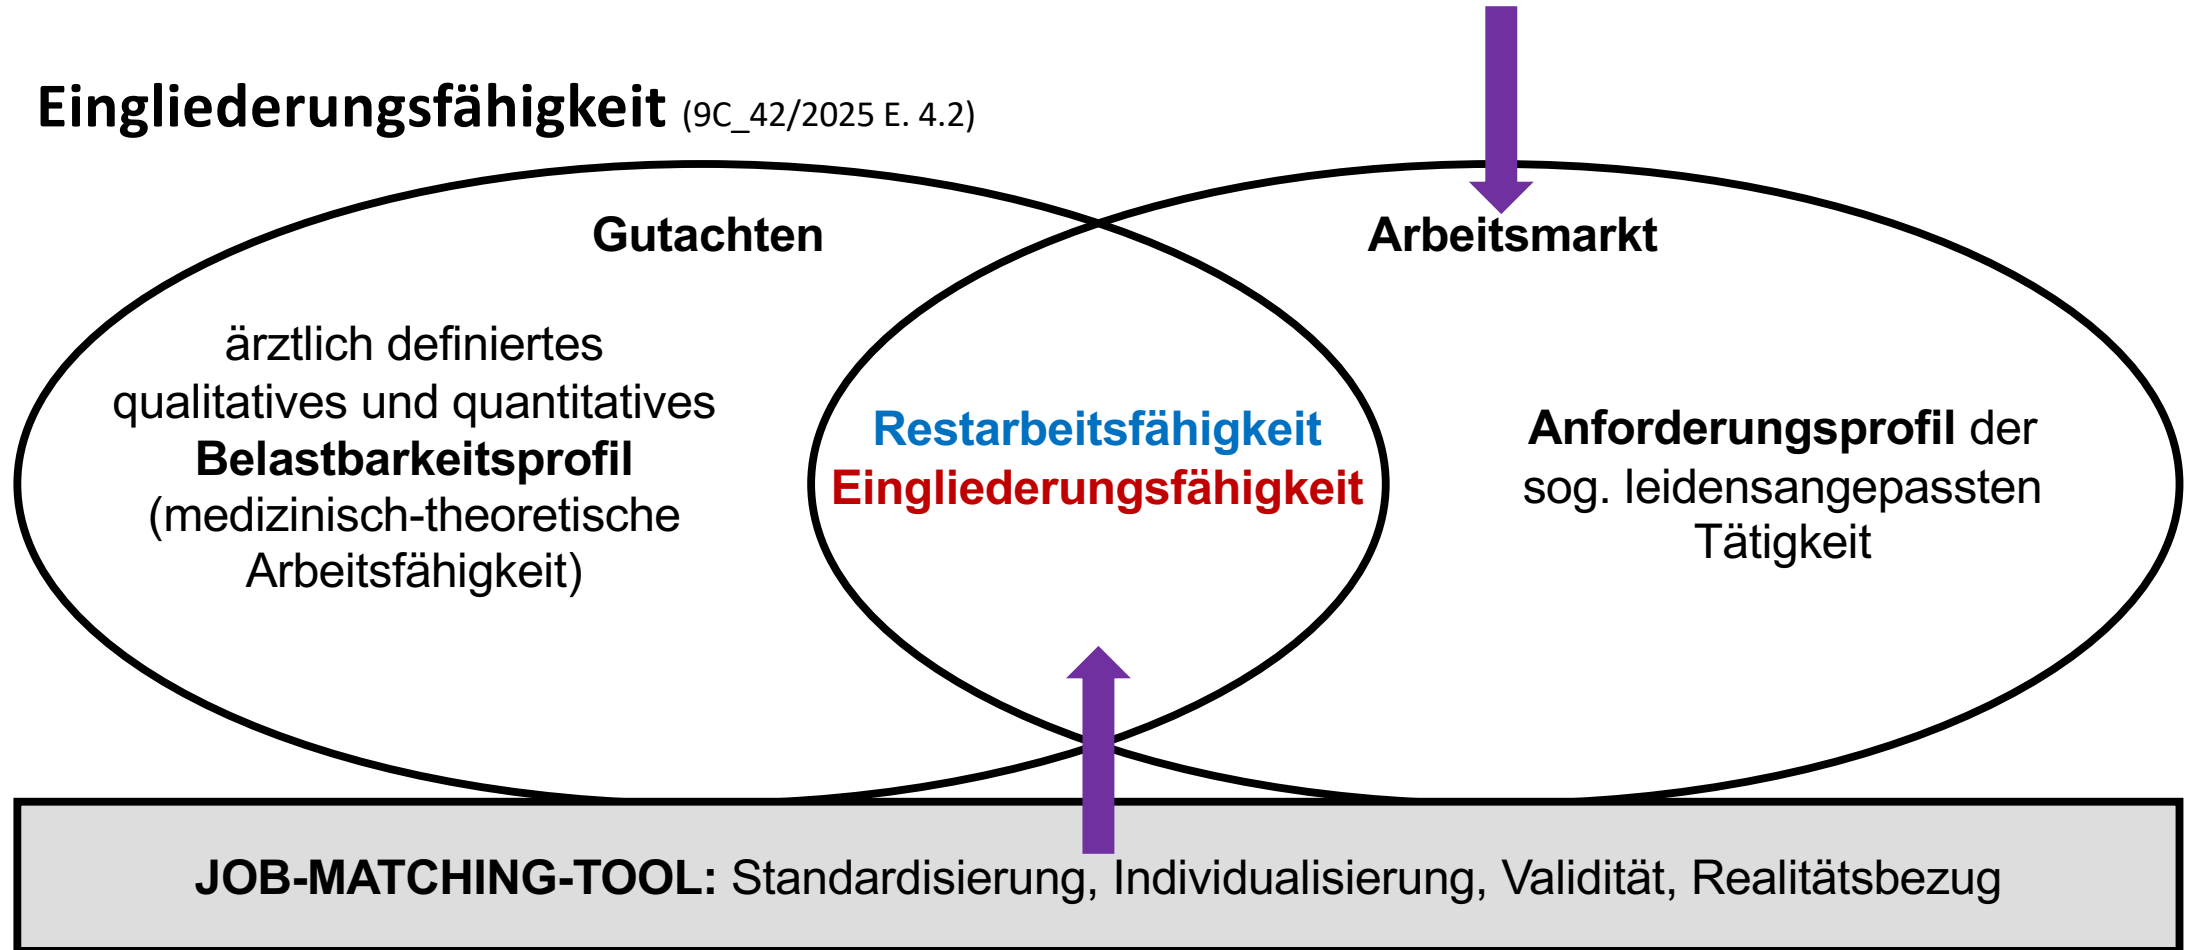 Eingliederungsfähigkeit (9C_42/2025 E. 4.2)
Gutachten
ärztlich definiertes
qualitatives und quantitatives
Belastbarkeitsprofil
(medizinisch-theoretische
Arbeitsfähigkeit)
Restarbeitsfähigkeit
Eingliederungsfähigkeit
Arbeitsmarkt
Anforderungsprofil der
sog. leidensangepassten
Tätigkeit
JOB-MATCHING-TOOL: Standardisierung, Individualisierung, Validität, Realitätsbezug